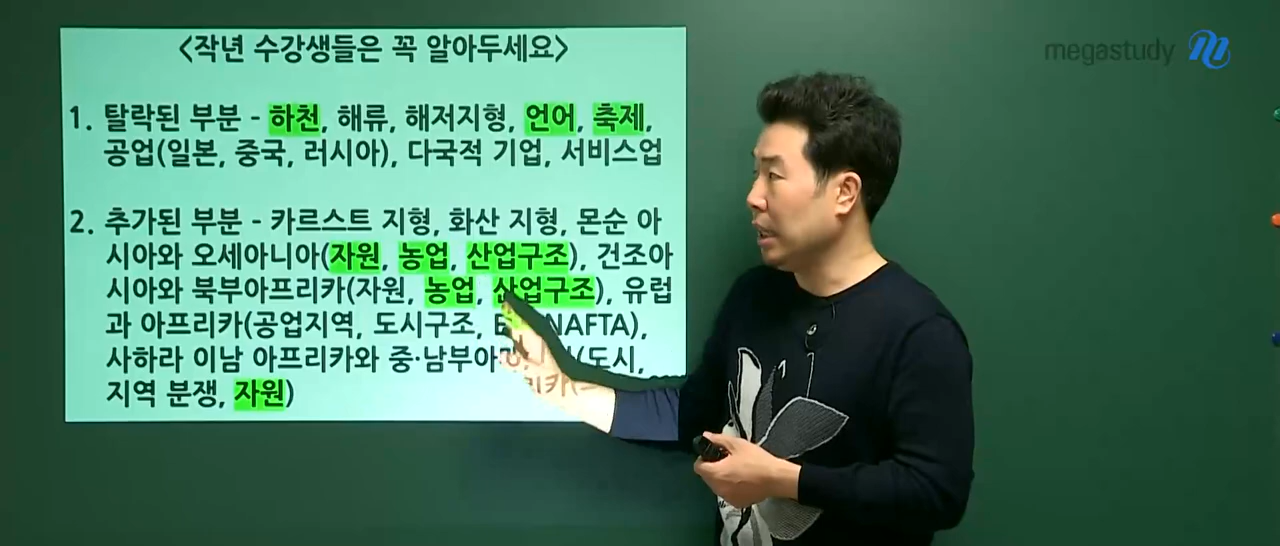 megastudy
<작년 수강생들은 꼭 알아두세요>
1. 탈락된 부분 - 하천, 해류, 해저지형, 언어, 축제,
공업(일본, 중국, 러시아), 다국적 기업, 서비스업
2. 추가된 부분 - 카르스트 지형, 화산 지형, 몬순 아
시아와 오세아니아(자원, 농업, 산업구조), 건조아
시아와 북부아프리카(자원, 농업, 산업구조), 유럽
과 아프리카(공업지역, 도시구조, NAFTA),
사하라 이남 아프리카와 중·남부아 (도시,
지역 분쟁, 자원)